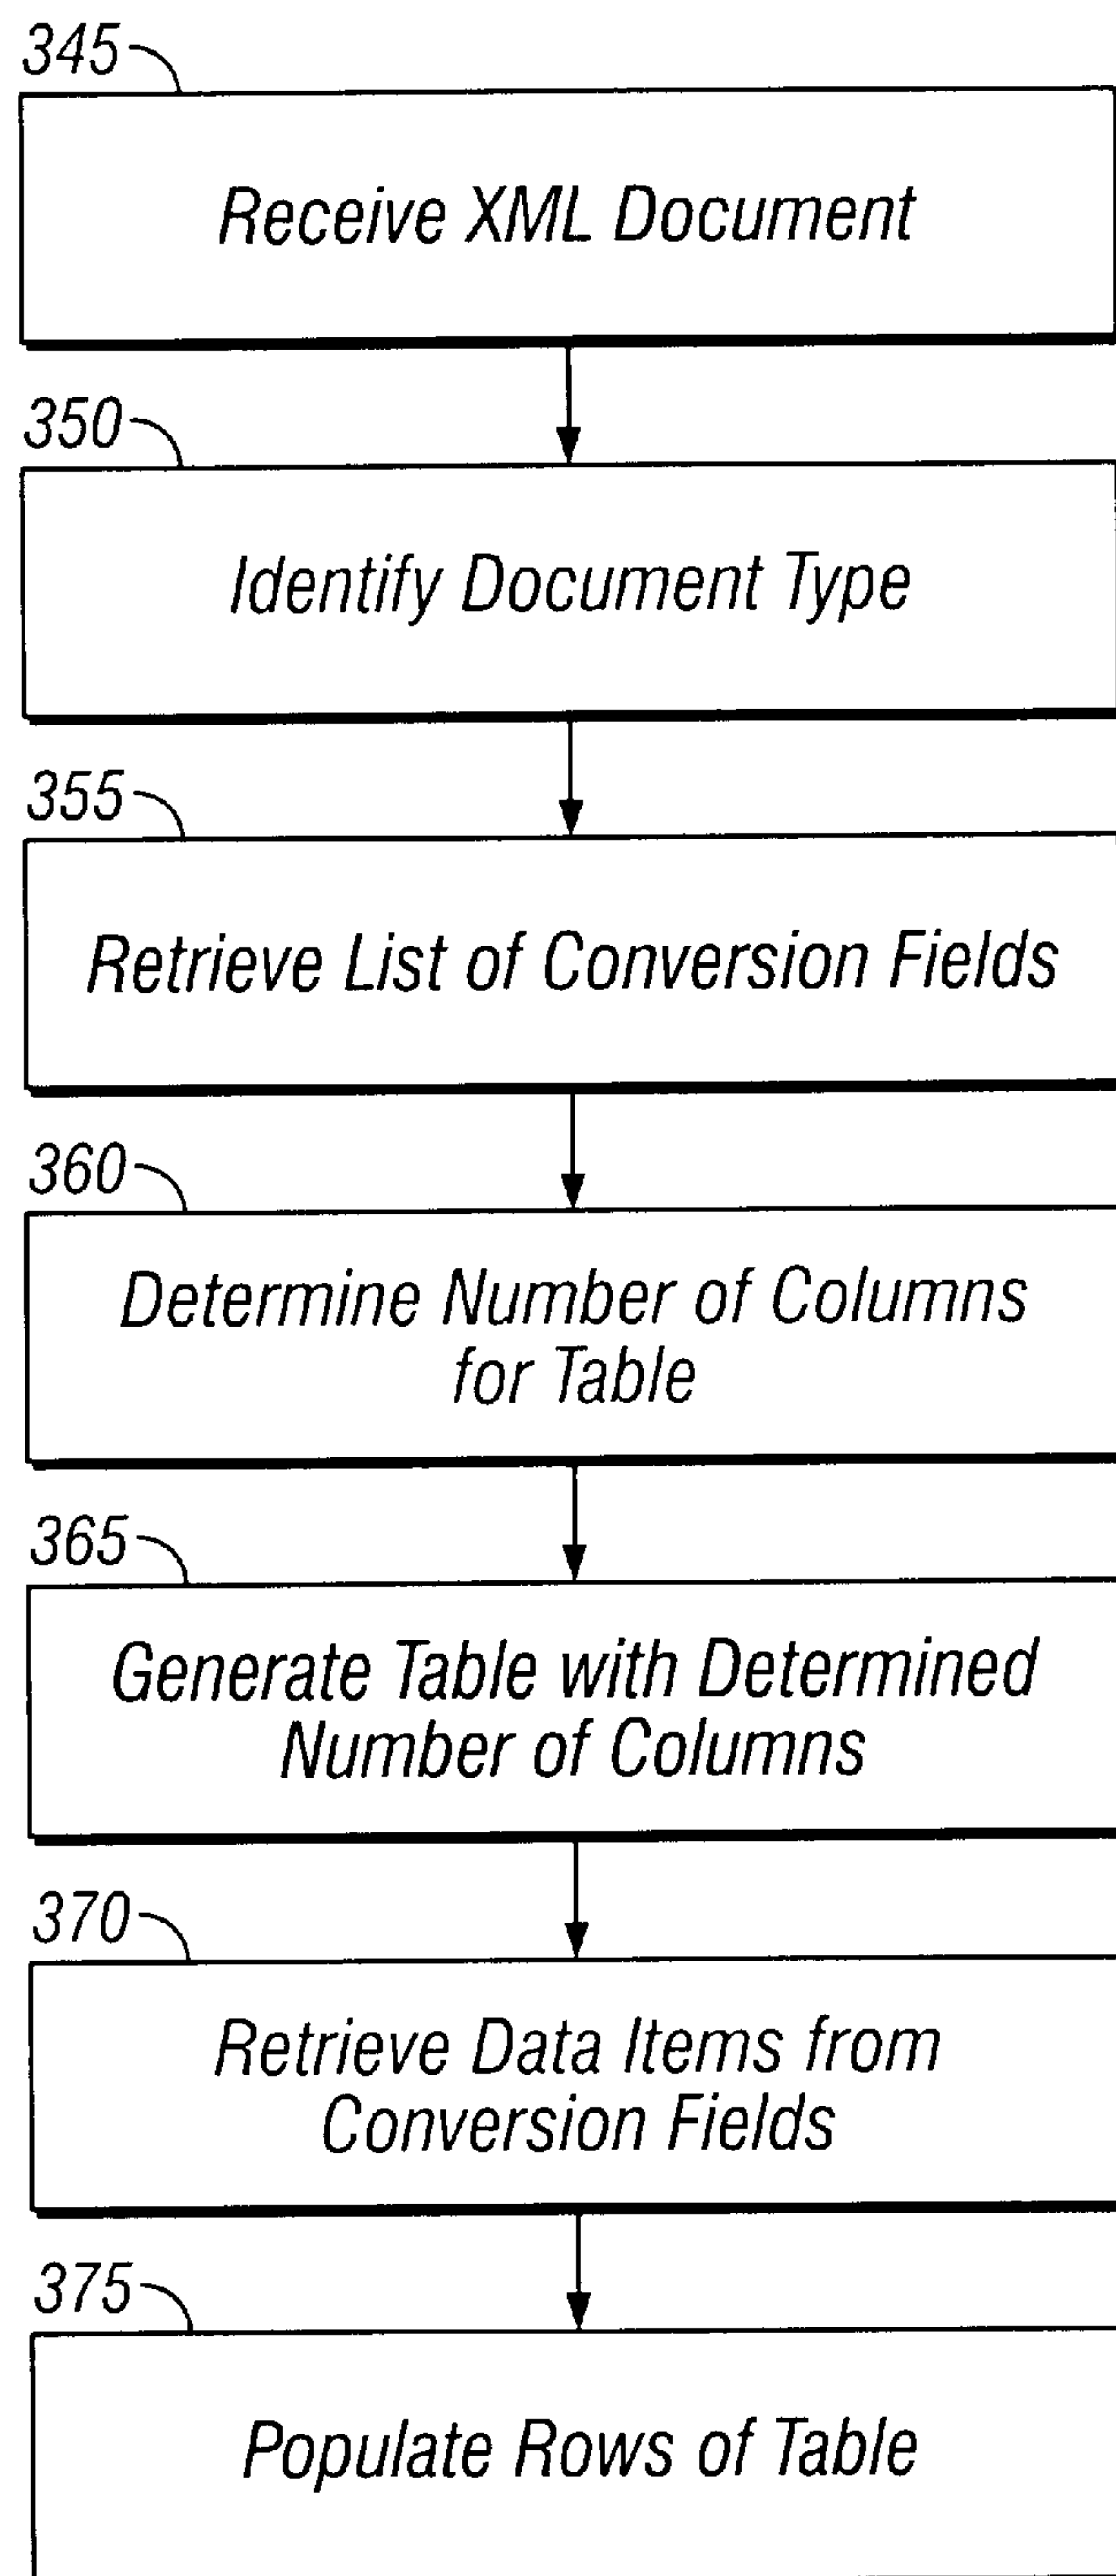 345
Receive XML Document
350
Identify Document Type
355
Retrieve List of Conversion Fields
360
Determine Number of Columns
for Table
365
Generate Table with Determined
Number of Columns
370
Retrieve Data Items from
Conversion Fields
375
Populate Rows of Table